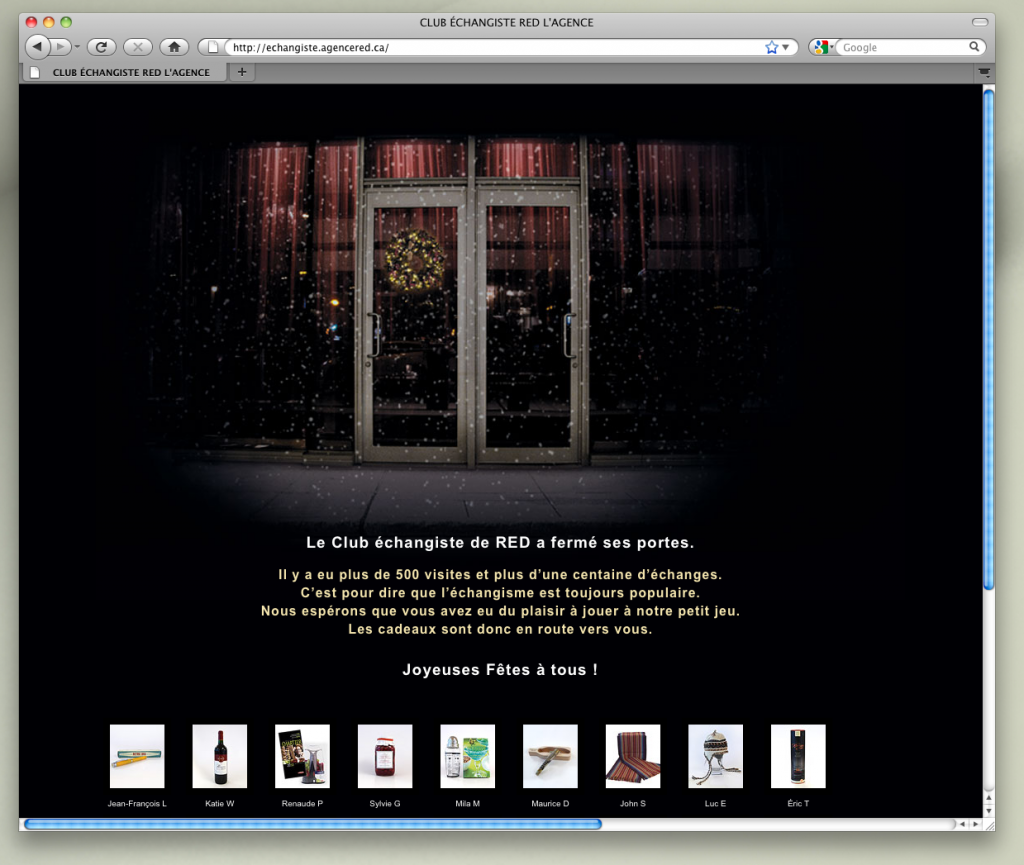 CLUB ÉCHANGISTE RED L'AGENCE
http://echangiste.agencered.ca/
Google
CLUB ÉCHANGISTE RED L'AGENCE
Le Club échangiste de RED a fermé ses portes.
Il y a eu plus de 500 visites et plus d'une centaine d'échanges.
C'est pour dire que l'échangisme est toujours populaire.
Nous espérons que vous avez eu du plaisir à jouer à notre petit jeu.
Les cadeaux sont donc en route vers vous.
Joyeuses Fêtes à tous !
Jean-François L
Katie W
Renaude P
Sylvie G
Mila M
Maurice D
John S
Luc E
Éric T